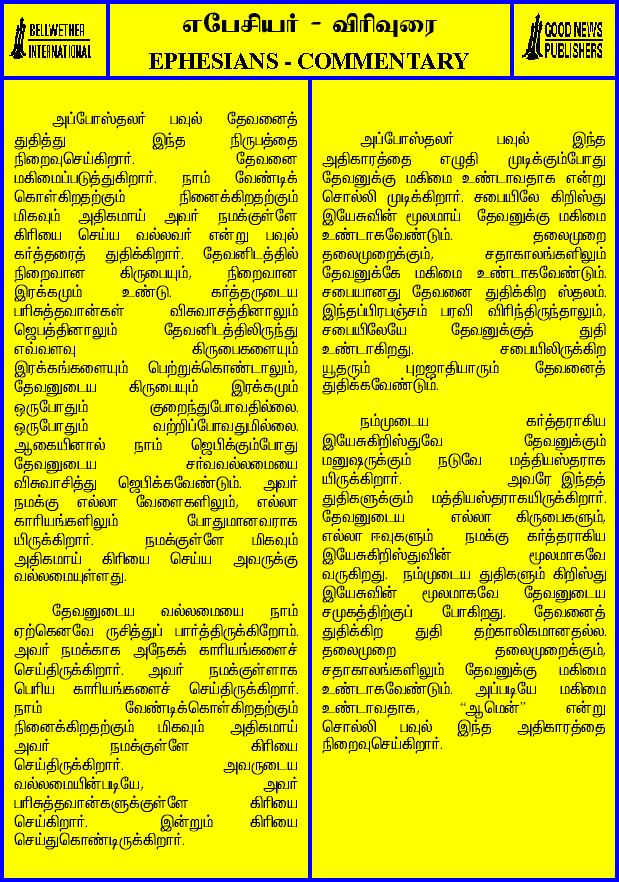 BELLWETHER
INTERNATIONAL
எபேசியர் - விரிவுரை
EPHESIANS - COMMENTARY
GOOD NEWS
PUBLISHERS
அப்போஸ்தலர் பவுல் தேவனைத்
துதித்து இந்த நிருபத்தை
நிறைவுசெய்கிறார். தேவனை
மகிமைப்படுத்துகிறார். நாம் வேண்டிக்
கொள்கிறதற்கும் நினைக்கிறதற்கும்
மிகவும் அதிகமாய் அவர் நமக்குள்ளே
கிரியை செய்ய வல்லவர் என்று பவுல்
கர்த்தரைத் துதிக்கிறார். தேவனிடத்தில்
நிறைவான கிருபையும், நிறைவான
இரக்கமும் உண்டு. கர்த்தருடைய
பரிசுத்தவான்கள் விசுவாசத்தினாலும்
ஜெபத்தினாலும் தேவனிடத்திலிருந்து
எவ்வளவு கிருபைகளையும்
இரக்கங்களையும் பெற்றுக்கொண்டாலும்,
தேவனுடைய கிருபையும் இரக்கமும்
ஒருபோதும் குறைந்துபோவதில்லை.
ஒருபோதும் வற்றிப்போவதுமில்லை.
ஆகையினால் நாம் ஜெபிக்கும்போது
தேவனுடைய சர்வவல்லமையை
விசுவாசித்து ஜெபிக்கவேண்டும். அவர்
நமக்கு எல்லா வேளைகளிலும், எல்லா
காரியங்களிலும் போதுமானவராக
யிருக்கிறார். நமக்குள்ளே மிகவும்
அதிகமாய் கிரியை செய்ய அவருக்கு
வல்லமையுள்ளது.
தேவனுடைய வல்லமையை நாம்
ஏற்கெனவே ருசித்துப் பார்த்திருக்கிறோம்.
அவர் நமக்காக அநேகக் காரியங்களைச்
செய்திருக்கிறார். அவர் நமக்குள்ளாக
பெரிய காரியங்களைச் செய்திருக்கிறார்.
நாம் வேண்டிக்கொள்கிறதற்கும்
நினைக்கிறதற்கும் மிகவும் அதிகமாய்
அவர் நமக்குள்ளே கிரியை
செய்திருக்கிறார். அவருடைய
வல்லமையின்படியே, அவர்
பரிசுத்தவான்களுக்குள்ளே கிரியை
செய்கிறார். இன்றும் கிரியை
செய்துகொண்டிருக்கிறார்.
அப்போஸ்தலர் பவுல் இந்த
அதிகாரத்தை எழுதி முடிக்கும்போது
தேவனுக்கு மகிமை உண்டாவதாக என்று
சொல்லி முடிக்கிறார். சபையிலே கிறிஸ்து
இயேசுவின் மூலமாய் தேவனுக்கு மகிமை
உண்டாகவேண்டும். தலைமுறை
தலைமுறைக்கும், சதாகாலங்களிலும்
தேவனுக்கே மகிமை உண்டாகவேண்டும்.
சபையானது தேவனை துதிக்கிற ஸ்தலம்.
இந்தப்பிரபஞ்சம் பரவி விரிந்திருந்தாலும்,
சபையிலேயே தேவனுக்குத் துதி
உண்டாகிறது. சபையிலிருக்கிற
யூதரும் புறஜாதியாரும் தேவனைத்
துதிக்கவேண்டும்.
நம்முடைய கர்த்தராகிய
இயேசுகிறிஸ்துவே தேவனுக்கும்
மனுஷருக்கும் நடுவே மத்தியஸ்தராக
யிருக்கிறார். அவரே இந்தத்
துதிகளுக்கும் மத்தியஸ்தராகயிருக்கிறார்.
தேவனுடைய எல்லா கிருபைகளும்,
எல்லா ஈவுகளும் நமக்கு கர்த்தராகிய
இயேசுகிறிஸ்துவின் மூலமாகவே
வருகிறது. நம்முடைய துதிகளும் கிறிஸ்து
இயேசுவின் மூலமாகவே தேவனுடைய
சமுகத்திற்குப் போகிறது. தேவனைத்
துதிக்கிற துதி தற்காலிகமானதல்ல.
தலைமுறை தலைமுறைக்கும்,
சதாகாலங்களிலும் தேவனுக்கு மகிமை
உண்டாகவேண்டும். அப்படியே மகிமை
உண்டாவதாக, “ஆமென்” என்று
சொல்லி பவுல் இந்த அதிகாரத்தை
நிறைவுசெய்கிறார்.